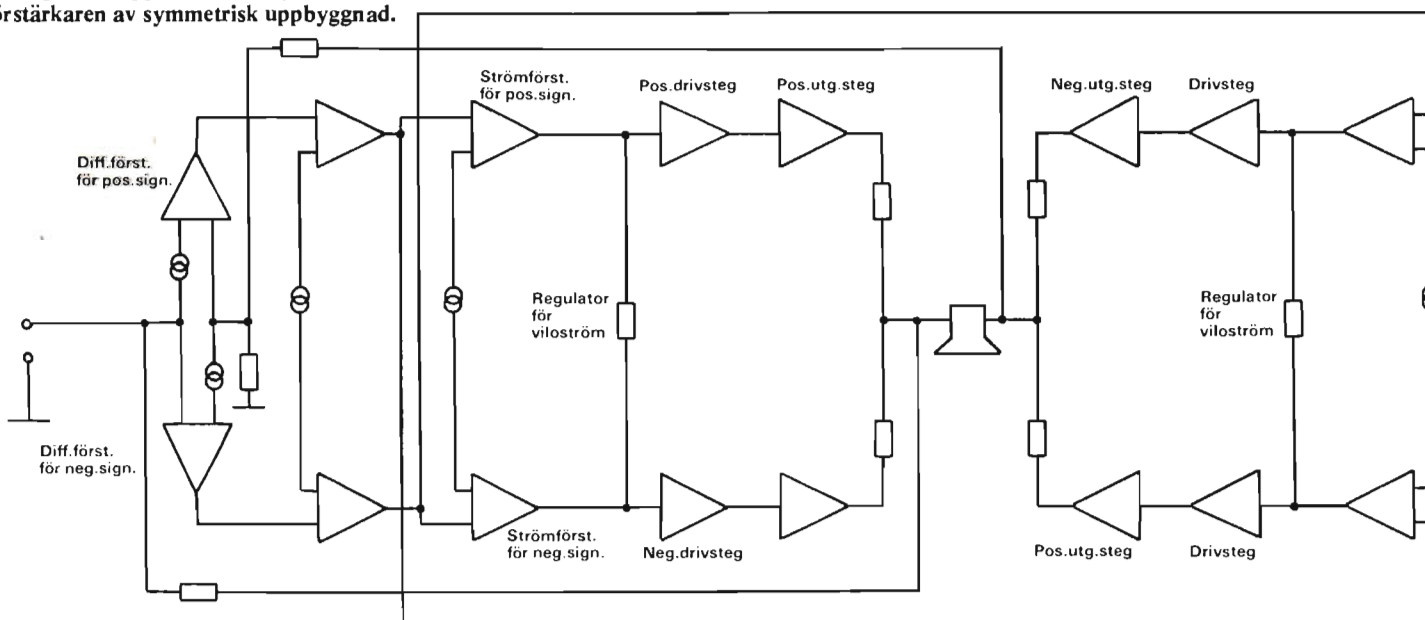 örstärkaren av symmetrisk uppbyggnad.
Strömförst.
för pos.sign.
Pos.drivsteg
Pos.utg.steg
Neg.utg.steg
Drivsteg
Diff.först.
för pos.sign.
Regulator
för
viloström
Regulator
för
viloström
Diff.först.
för neg.sign.
Strömförst.
för neg.sign.
Neg.drivsteg
Pos.utg.steg
Drivsteg